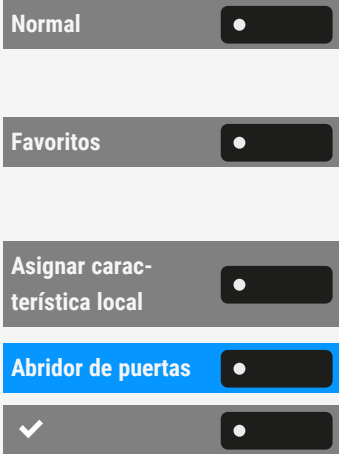 Normal
Favoritos
Asignar carac-
terística local
Abridor de puertas